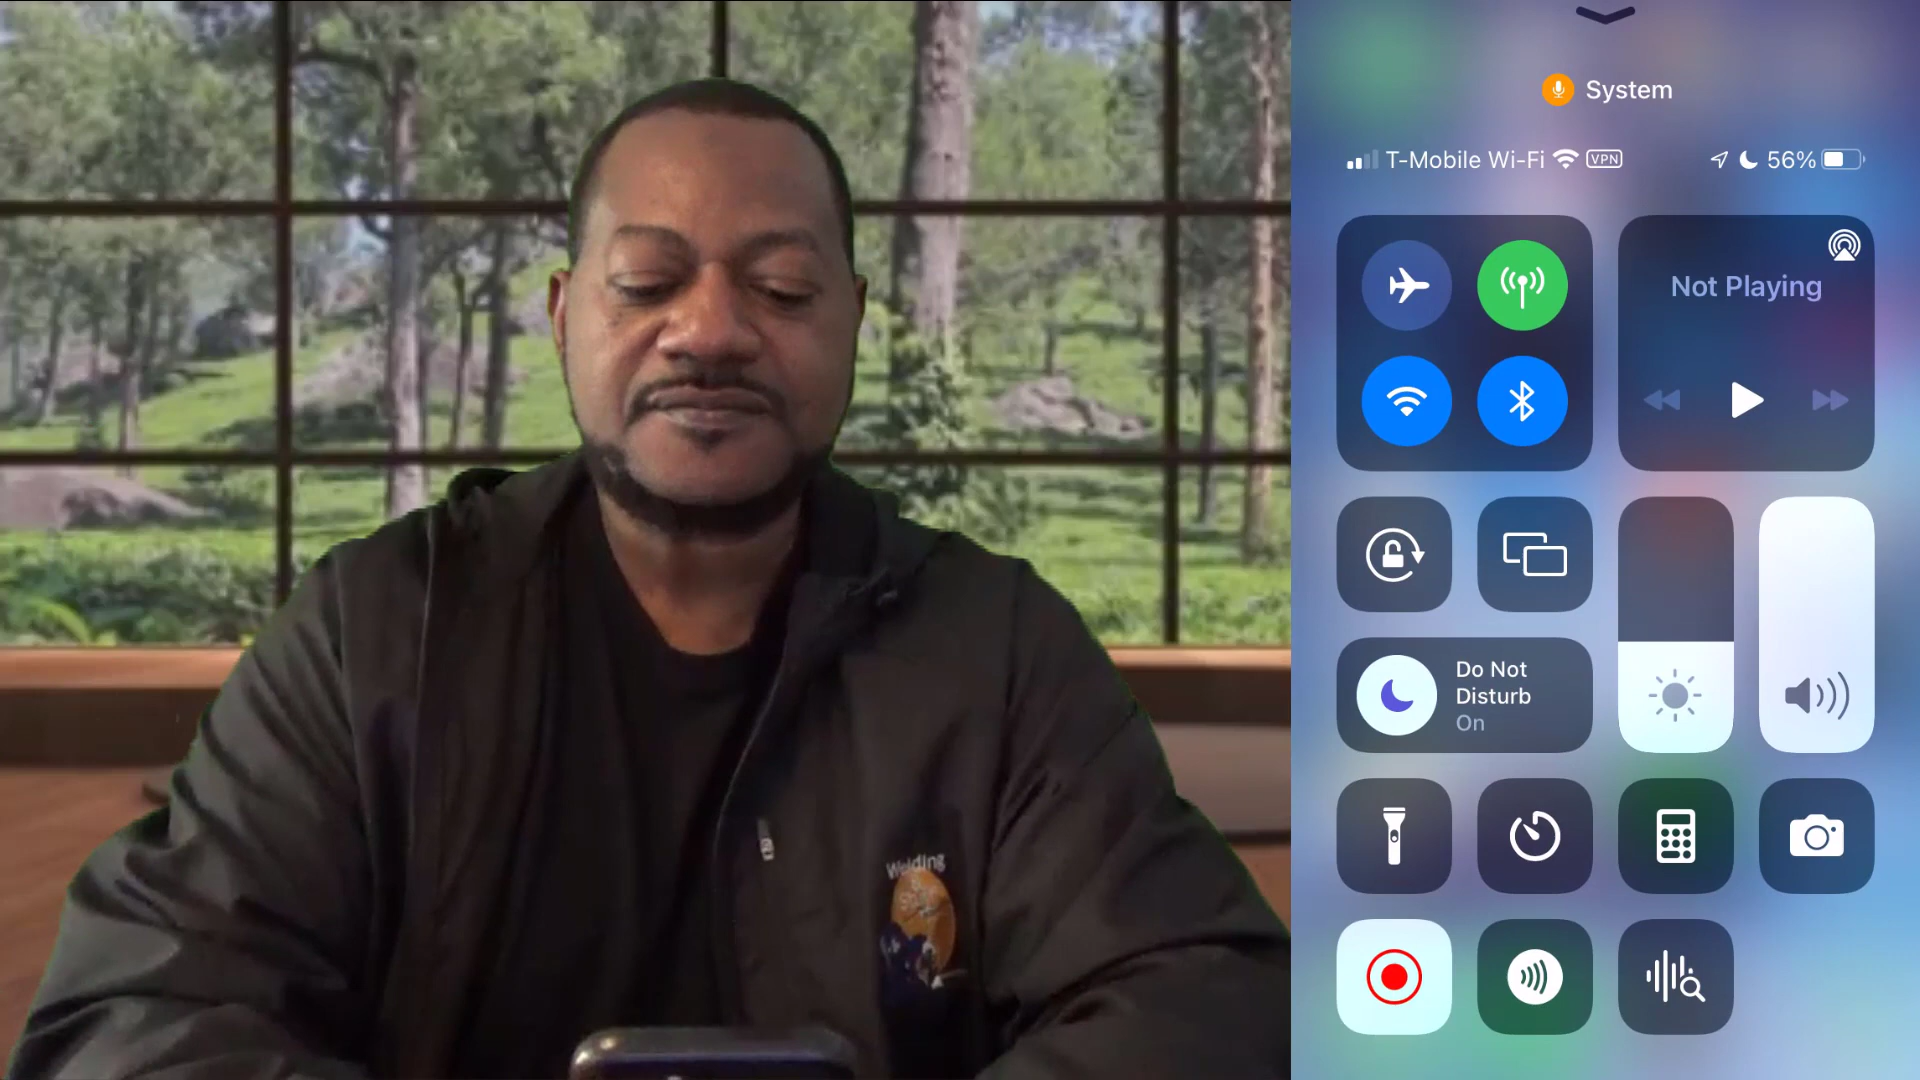 System
T-Mobile Wi-Fi VPN
56%
Not Playing
Do Not
Disturb
On
Welding